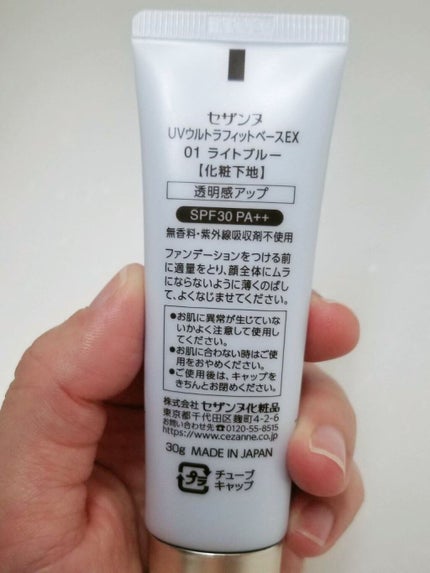 セザンヌ
UVウルトラフィットベースEX
01 ライトブルー
【化粧下地】
透明感アップ
SPF30 PA++
無香料・紫外線吸収剤不使用
ファンデーションをつける前
に適量をとり、顔全体にムラ
にならないように薄くのばし
て、よくなじませてください。
●お肌に異常が生じていな
いかよく注意して使用し
てください。
●お肌に合わない時はご使
用をおやめください。
●ご使用後は、キャップを
きちんとお閉めください。
株式会社 セザンヌ化粧品
東京都千代田区麹町4-2-6
お問い合わせ先 ☎0120-55-8515
https://www.cezanne.co.jp
30g MADE IN JAPAN
プラ チューブ
キャップ